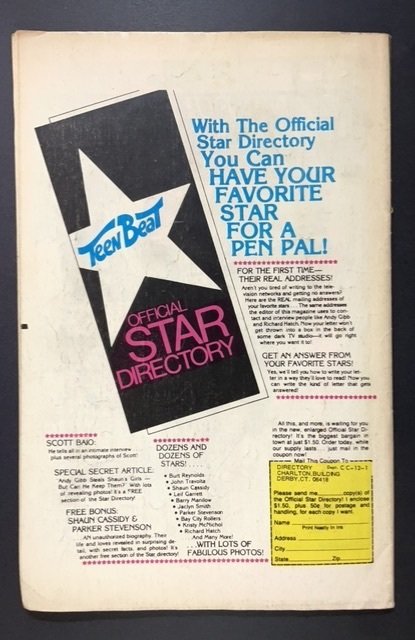 With The Official
Star Directory
You Can
HAVE YOUR
FAVORITE
STAR
FOR A
PEN PAL!
Teen Beat
OFFICIAL
STAR
DIRECTORY
FOR THE FIRST TIME—
THEIR REAL ADDRESSES!
Aren't you tired of writing to the tele-
vision networks and getting no answers?
Here are the REAL mailing addresses of
your favorite stars . . . The same addresses
the editor of this magazine uses to con-
tact and interview people like Andy Gibb
and Richard Hatch. Now your letter won't
get thrown into a box in the back of
some dark TV studio—it will go right
where you want it to!
GET AN ANSWER FROM
YOUR FAVORITE STARS!
Yes, we'll tell you how to write your let-
ter in a way they'll love to read! Now you
can write the kind of letter that gets
answered!
SCOTT BAIO:
He tells all in an intimate interview
plus several photographs of Scott!
SPECIAL SECRET ARTICLE:
Andy Gibb Steals Shaun's Girls —
But Can He Keep Them? With lots
of revealing photos! It's a FREE
section of the Star Directory!
FREE BONUS:
SHAUN CASSIDY &
PARKER STEVENSON
AN unauthorized biography. Their
life and loves revealed in surprising de-
tail, with secret facts, and photos! It's
another free section of the Star directory!
DOZENS AND
DOZENS OF
STARS! . . . .
• Burt Reynolds
• John Travolta
• Shaun Cassidy
• Leif Garrett
• Barry Manilow
• Jaclyn Smith
• Parker Stevenson
• Bay City Rollers
• Kristy McNichol
• Richard Hatch
And Many More!
. . .WITH LOTS OF
FABULOUS PHOTOS!
All this, and more, is waiting for you
in the new, enlarged Official Star Di-
rectory! It's the biggest bargain in
town at just $1.50. Order today, while
our supply lasts . . . just mail in the
coupon now!
Mail This Coupon To
DIRECTORY Dept. CC-12-1
CHARLTON BUILDING
DERBY, CT. 06418
Please send me copy(s) of
the Official Star Directory! I enclose
$1.50, plus 50¢ for postage and
handling, for each copy I want.
Name
Print Neatly In Ink
Address
City
State Zip